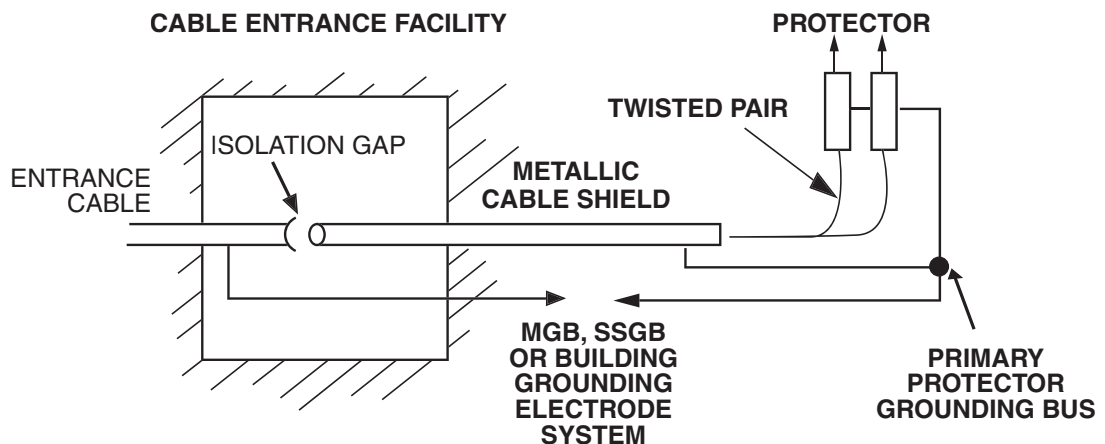 CABLE ENTRANCE FACILITY
PROTECTOR
TWISTED PAIR
ISOLATION GAP
ENTRANCE
CABLE
METALLIC
CABLE SHIELD
MGB, SSGB
OR BUILDING
GROUNDING
ELECTRODE
SYSTEM
PRIMARY
PROTECTOR
GROUNDING BUS